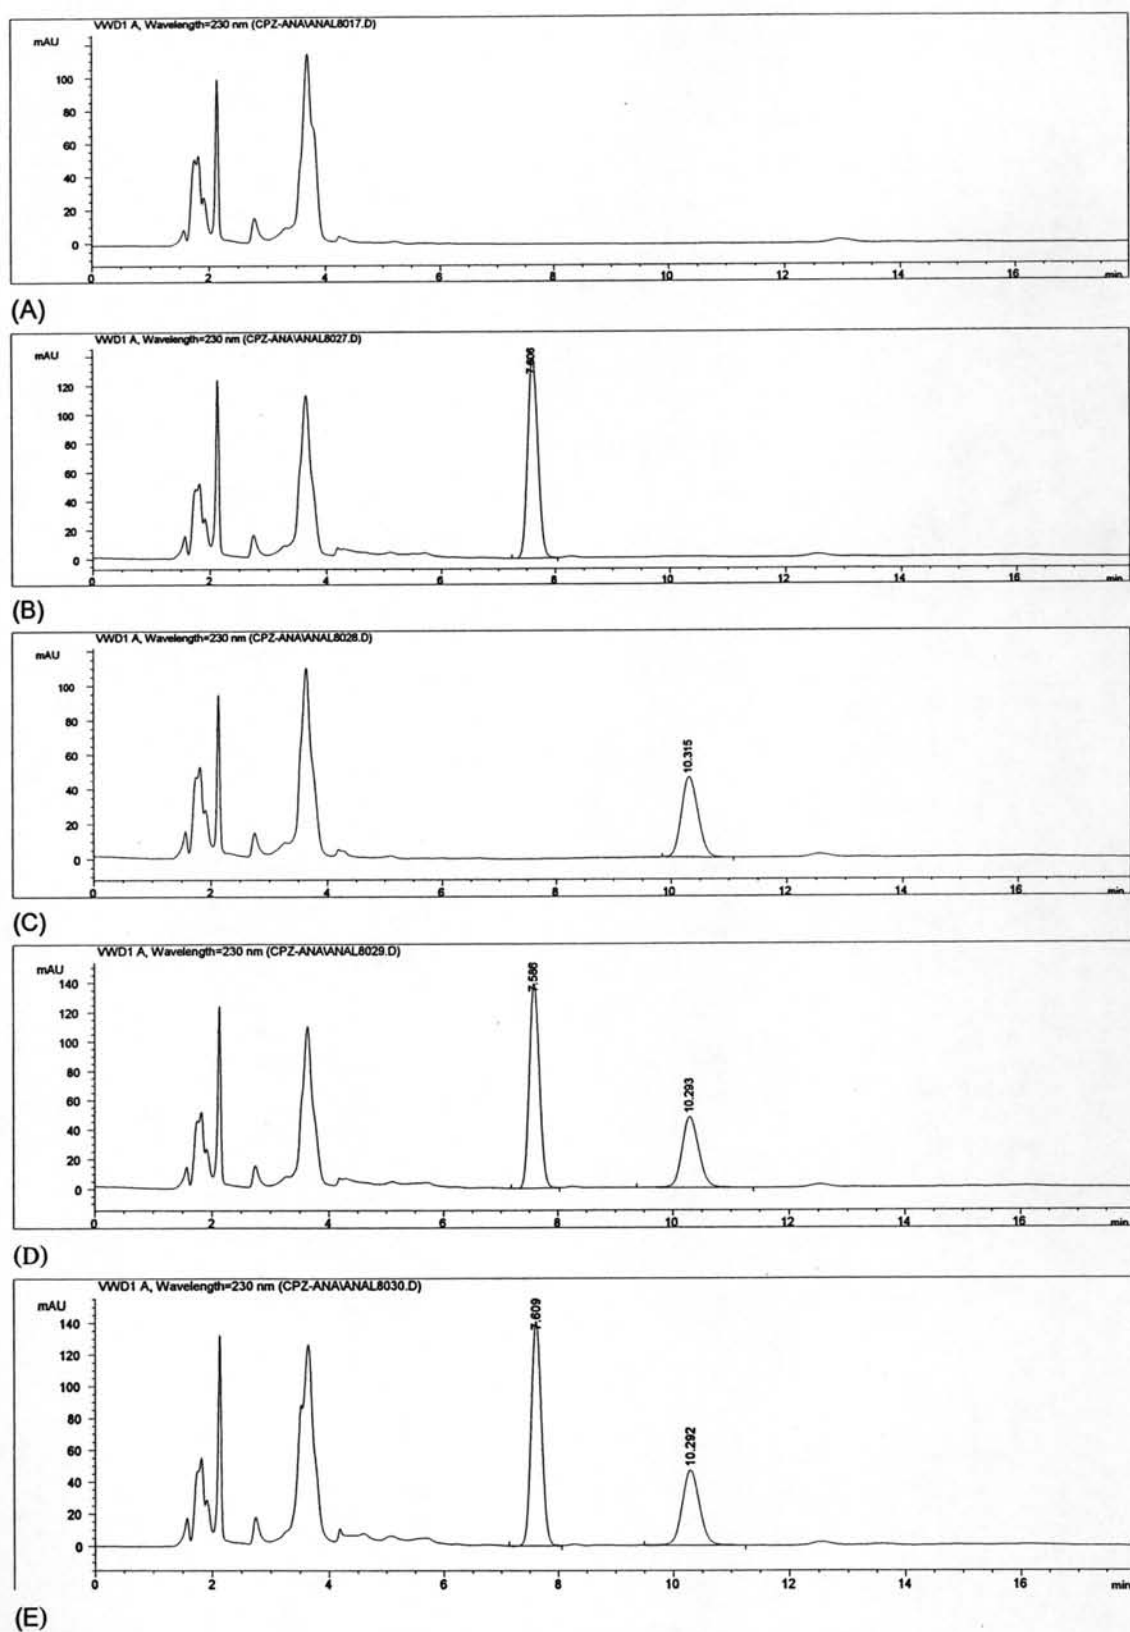 VWD1 A, Wavelength=230 nm (CPZ-ANA\ANAL8017.D)
mAU
100
80
60
40
20
0
0 2 4 6 8 10 12 14 16 min
(A)
VWD1 A, Wavelength=230 nm (CPZ-ANA\ANAL8027.D)
mAU
7.606
120
100
80
60
40
20
0
0 2 4 6 8 10 12 14 16 min
(B)
VWD1 A, Wavelength=230 nm (CPZ-ANA\ANAL8028.D)
mAU
100
80
60
10.315
40
20
0
0 2 4 6 8 10 12 14 16 min
(C)
VWD1 A, Wavelength=230 nm (CPZ-ANA\ANAL8029.D)
mAU
7.586
140
120
100
80
60
10.293
40
20
0
0 2 4 6 8 10 12 14 16 min
(D)
VWD1 A, Wavelength=230 nm (CPZ-ANA\ANAL8030.D)
mAU
7.609
140
120
100
80
60
10.292
40
20
0
0 2 4 6 8 10 12 14 16 min
(E)